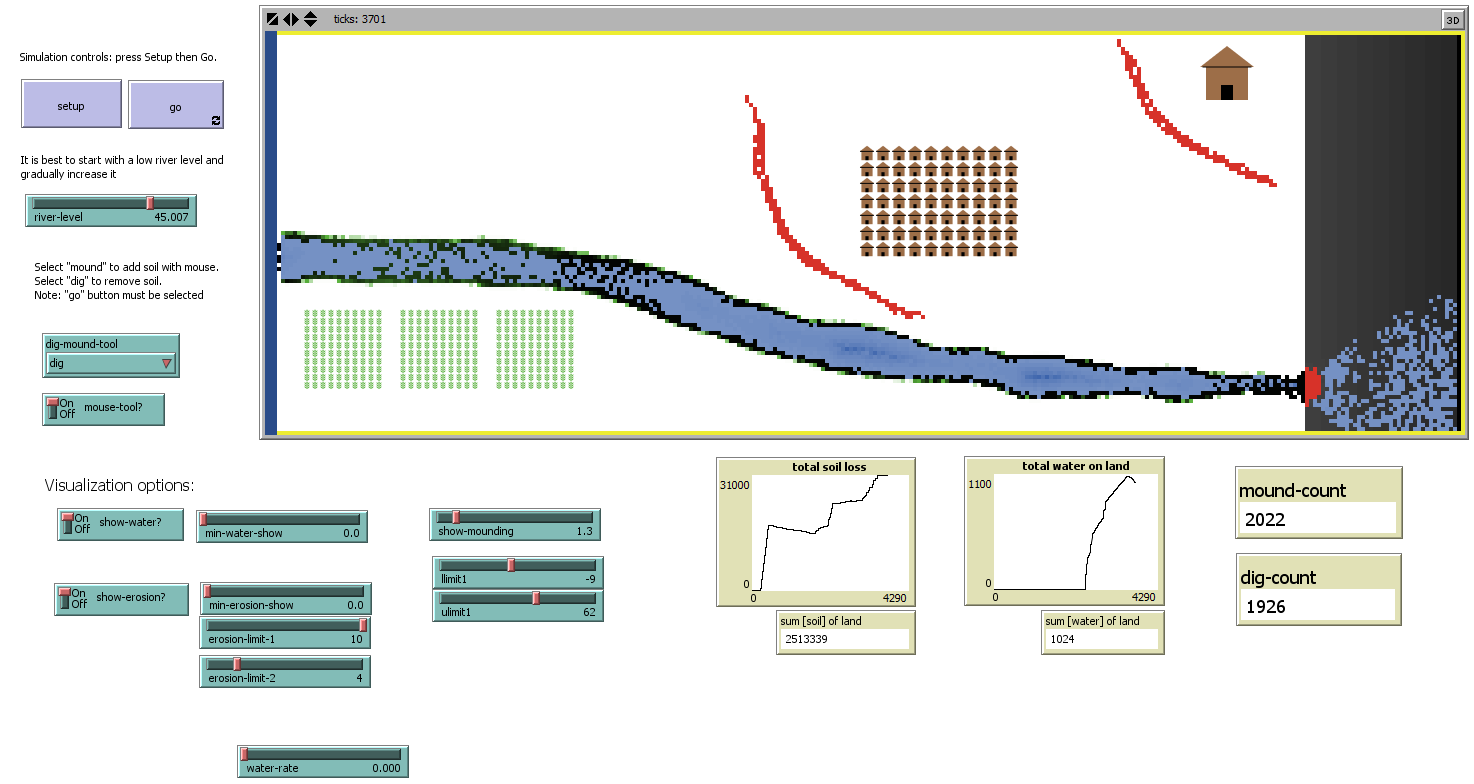 ticks: 3701
3D
Simulation controls: press Setup then Go.
setup
go
It is best to start with a low river level and
gradually increase it
river-level 45.007
Select "mound" to add soil with mouse.
Select "dig" to remove soil.
Note: "go" button must be selected
dig-mound-tool
dig
On
Off
mouse-tool?
Visualization options:
On
Off
show-water?
min-water-show 0.0
show-mounding 1.3
llimit1 -9
ulimit1 62
On
Off
show-erosion?
min-erosion-show 0.0
erosion-limit-1 10
erosion-limit-2 4
water-rate 0.000
total soil loss
31000
0
0 4290
sum [soil] of land
2513339
total water on land
1100
0
0 4290
sum [water] of land
1024
mound-count
2022
dig-count
1926